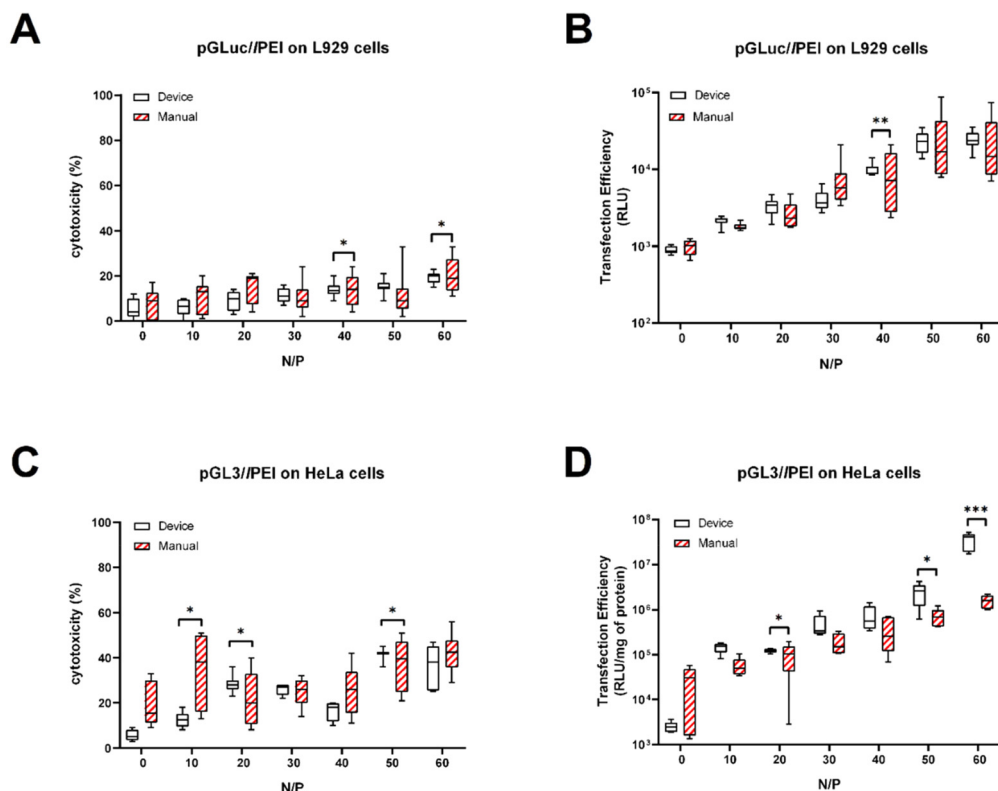 A
pGLuc//PEI on L929 cells
Device
Manual
cytotoxicity (%)
100
80
60
40
20
0
*
*
0 10 20 30 40 50 60
N/P
B
pGLuc//PEI on L929 cells
Device
Manual
Transfection Efficiency
(RLU)
10⁵
10⁴
10³
10²
**
0 10 20 30 40 50 60
N/P
C
pGL3//PEI on HeLa cells
Device
Manual
cytotoxicity (%)
100
80
60
40
20
0
*
*
*
0 10 20 30 40 50 60
N/P
D
pGL3//PEI on HeLa cells
Device
Manual
Transfection Efficiency
(RLU/mg of protein)
10⁸
10⁷
10⁶
10⁵
10⁴
10³
*
*
***
0 10 20 30 40 50 60
N/P